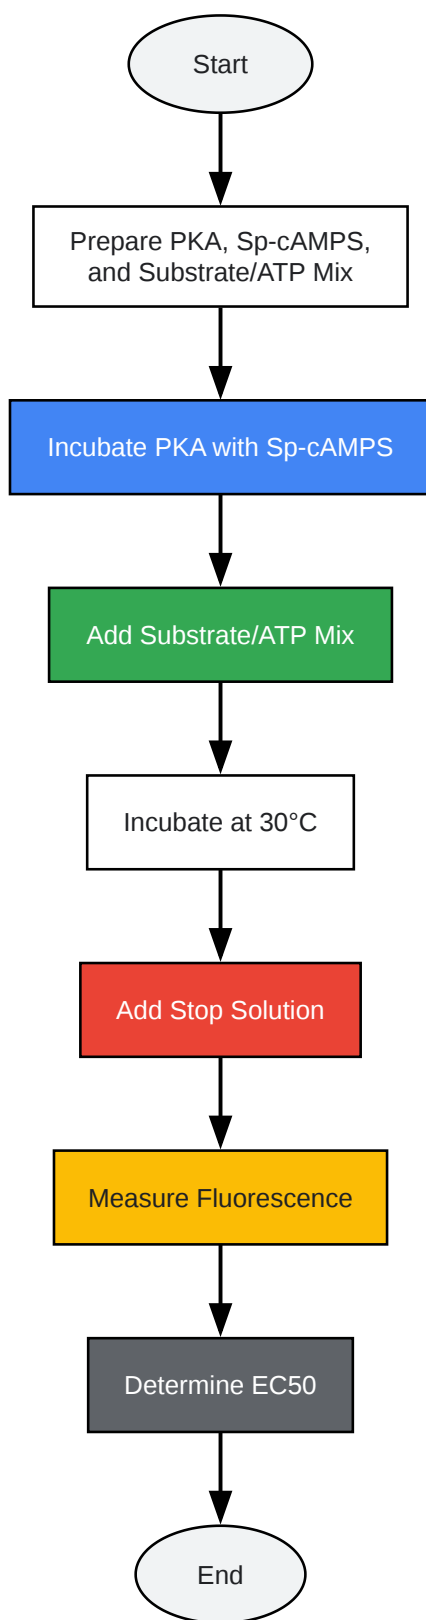 Start
Prepare PKA, Sp-cAMPS,
and Substrate/ATP Mix
Incubate PKA with Sp-cAMPS
Add Substrate/ATP Mix
Incubate at 30°C
Add Stop Solution
Measure Fluorescence
Determine EC50
End